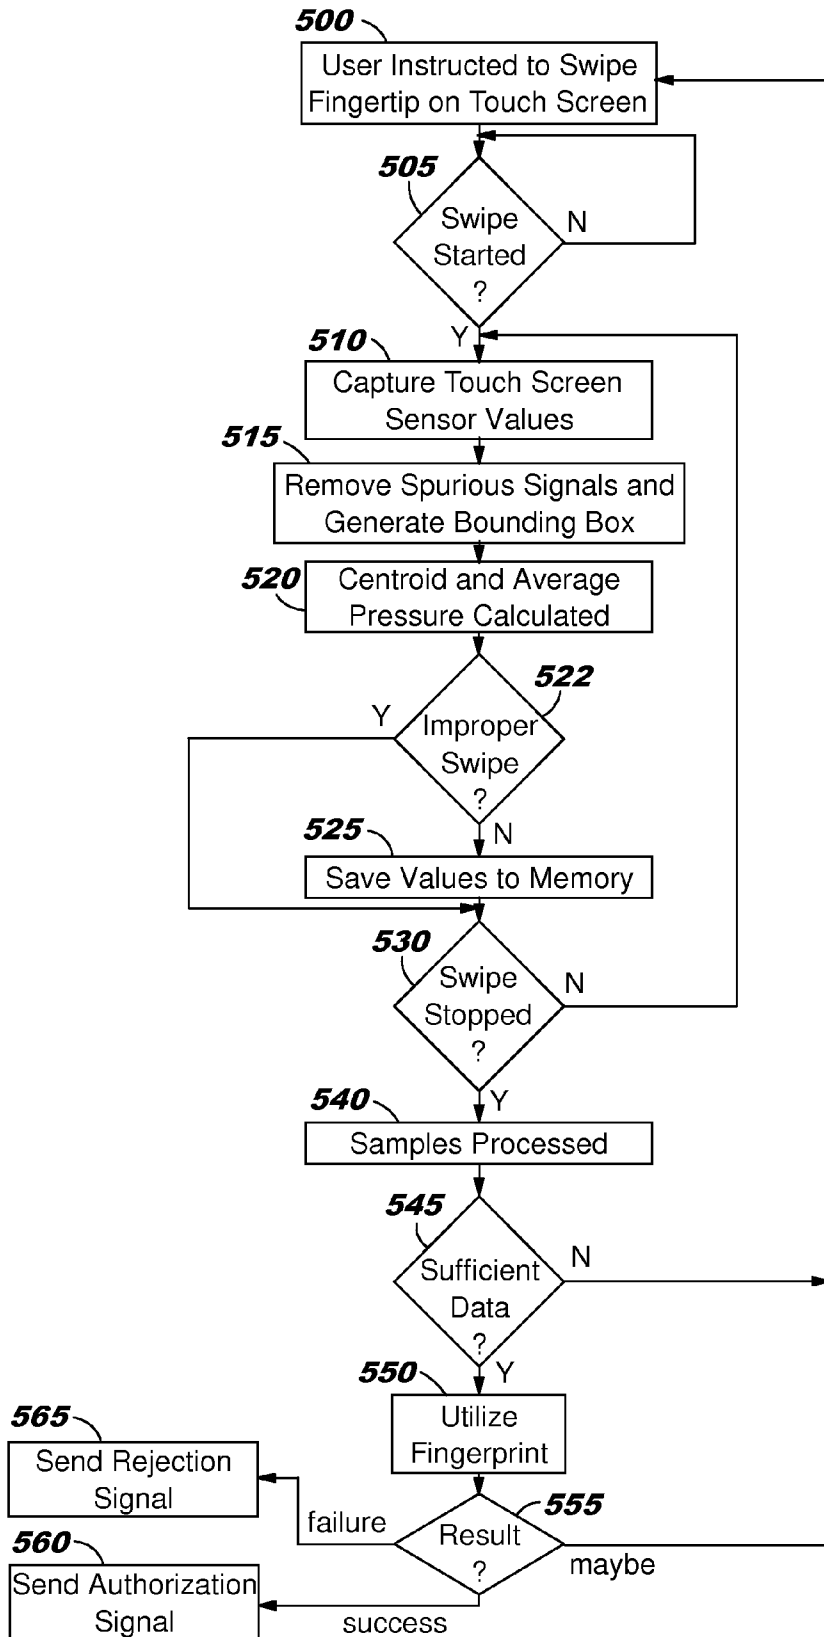 500
User Instructed to Swipe
Fingertip on Touch Screen
505
Swipe
Started
?
N
Y
510
Capture Touch Screen
Sensor Values
515
Remove Spurious Signals and
Generate Bounding Box
520
Centroid and Average
Pressure Calculated
522
Y
Improper
Swipe
?
N
525
Save Values to Memory
530
Swipe
Stopped
?
N
Y
540
Samples Processed
545
Sufficient
Data
?
N
Y
550
Utilize
Fingerprint
565
Send Rejection
Signal
failure
555
Result
?
maybe
560
Send Authorization
Signal
success